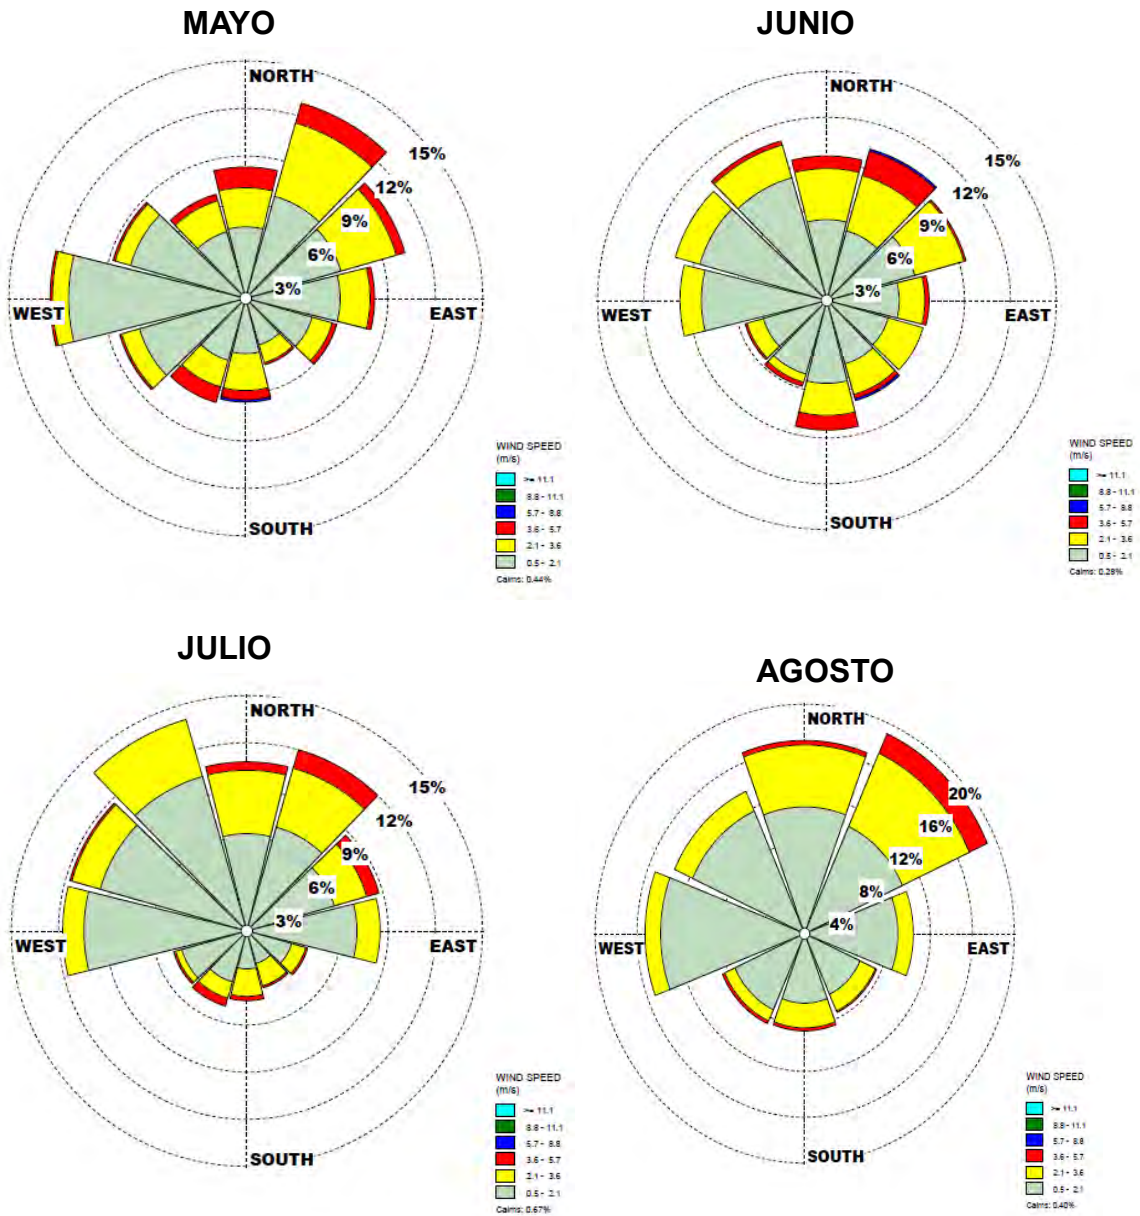 MAYO
NORTH
15%
12%
9%
6%
3%
WEST
EAST
SOUTH
WIND SPEED
(m/s)
>= 11.1
8.8 - 11.1
5.7 - 8.8
3.6 - 5.7
2.1 - 3.6
0.5 - 2.1
Calms: 0.44%
JUNIO
NORTH
15%
12%
9%
6%
3%
WEST
EAST
SOUTH
WIND SPEED
(m/s)
>= 11.1
8.8 - 11.1
5.7 - 8.8
3.6 - 5.7
2.1 - 3.6
0.5 - 2.1
Calms: 0.29%
JULIO
NORTH
15%
12%
9%
6%
3%
WEST
EAST
SOUTH
WIND SPEED
(m/s)
>= 11.1
8.8 - 11.1
5.7 - 8.8
3.6 - 5.7
2.1 - 3.6
0.5 - 2.1
Calms: 0.67%
AGOSTO
NORTH
20%
16%
12%
8%
4%
WEST
EAST
SOUTH
WIND SPEED
(m/s)
>= 11.1
8.8 - 11.1
5.7 - 8.8
3.6 - 5.7
2.1 - 3.6
0.5 - 2.1
Calms: 0.40%